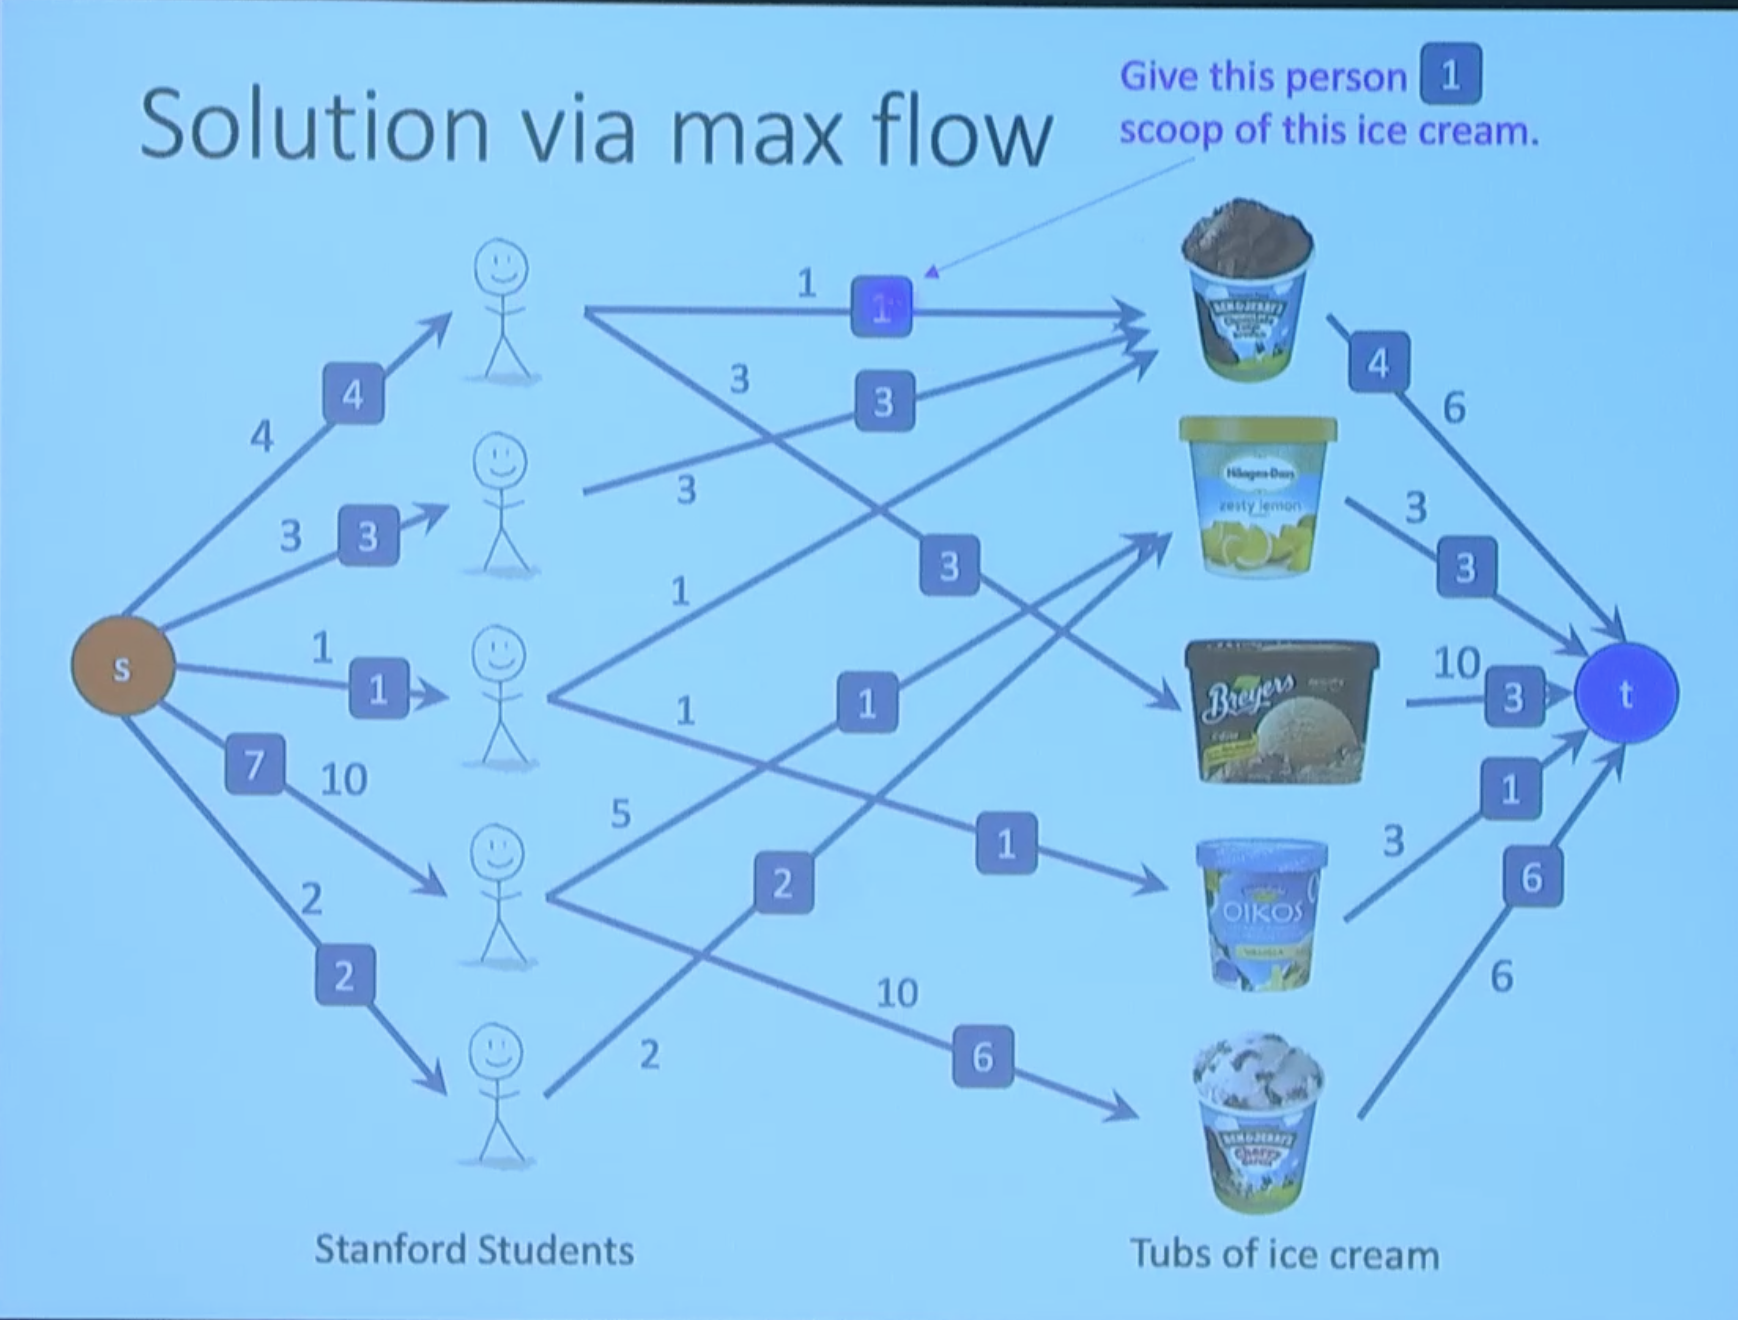 Solution via max flow
Give this person 1
scoop of this ice cream.
1
1
3
3
4
4
4
6
3
3
3
3
3
3
1
3
1
10
3
s
t
1
1
1
1
7
10
5
3
1
1
2
6
2
6
10
2
2
6
BEN & JERRY'S
Häagen-Dazs
zesty lemon
Breyers
OIKOS
BEN & JERRY'S
Cherry
Stanford Students
Tubs of ice cream